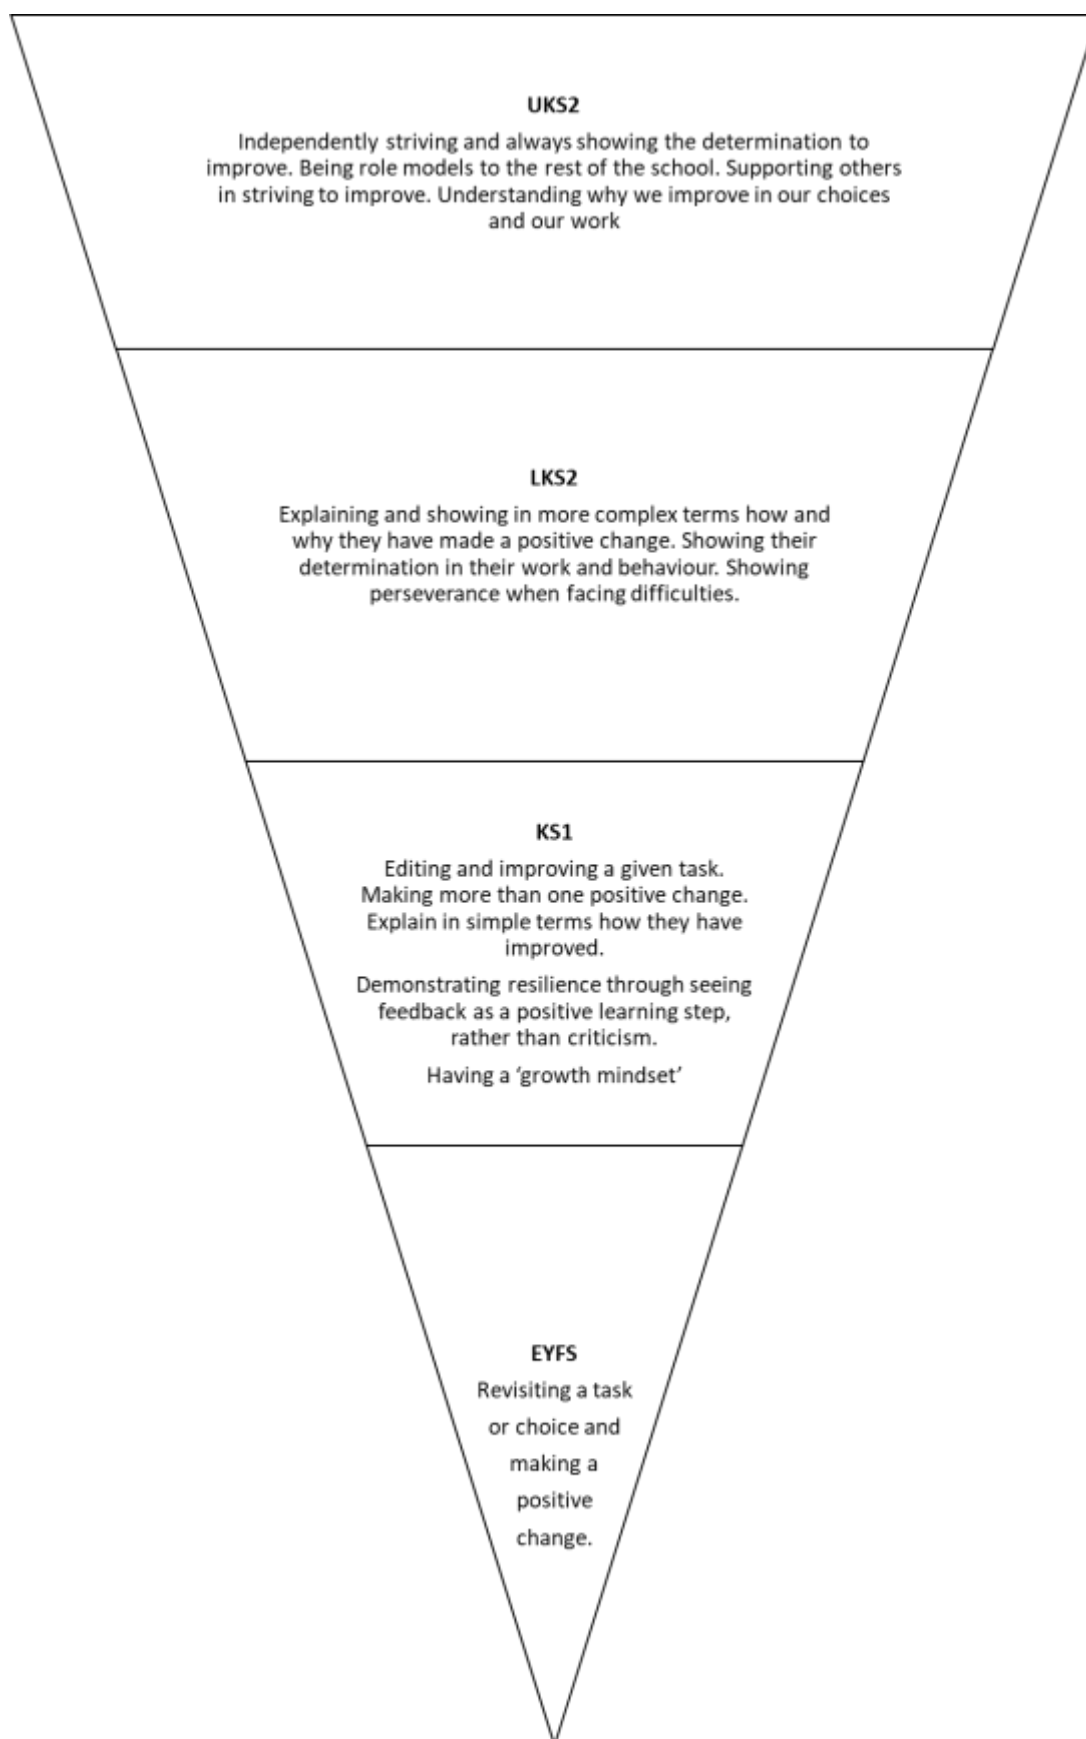 UKS2
Independently striving and always showing the determination to
improve. Being role models to the rest of the school. Supporting others
in striving to improve. Understanding why we improve in our choices
and our work
LKS2
Explaining and showing in more complex terms how and
why they have made a positive change. Showing their
determination in their work and behaviour. Showing
perseverance when facing difficulties.
KS1
Editing and improving a given task.
Making more than one positive change.
Explain in simple terms how they have
improved.
Demonstrating resilience through seeing
feedback as a positive learning step,
rather than criticism.
Having a ‘growth mindset’
EYFS
Revisiting a task
or choice and
making a
positive
change.